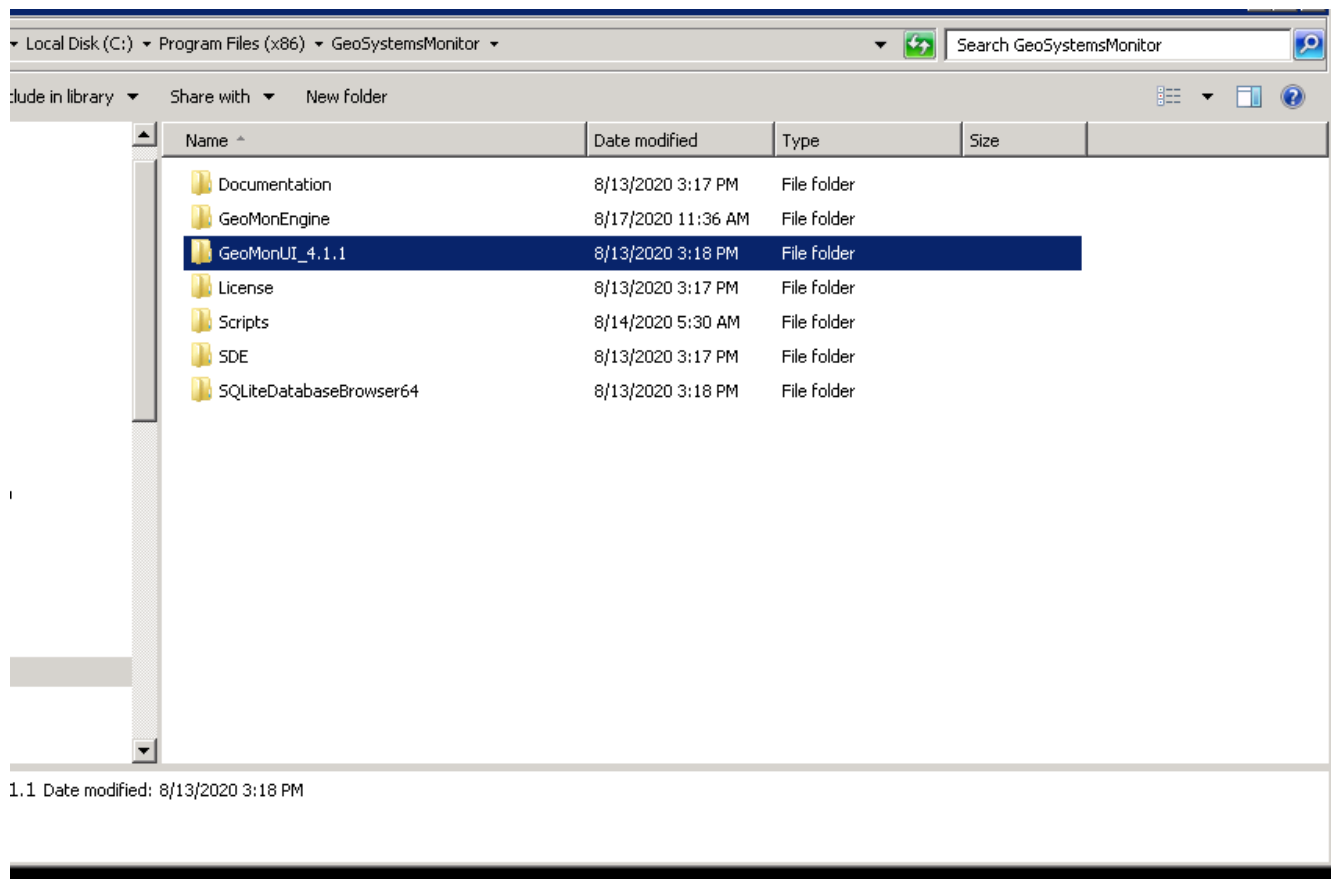 Local Disk (C:) Program Files (x86) GeoSystemsMonitor Search GeoSystemsMonitor
clude in library Share with New folder
Name Date modified Type Size
Documentation 8/13/2020 3:17 PM File folder
GeoMonEngine 8/17/2020 11:36 AM File folder
GeoMonUI_4.1.1 8/13/2020 3:18 PM File folder
License 8/13/2020 3:17 PM File folder
Scripts 8/14/2020 5:30 AM File folder
SDE 8/13/2020 3:17 PM File folder
SQLiteDatabaseBrowser64 8/13/2020 3:18 PM File folder
1.1 Date modified: 8/13/2020 3:18 PM